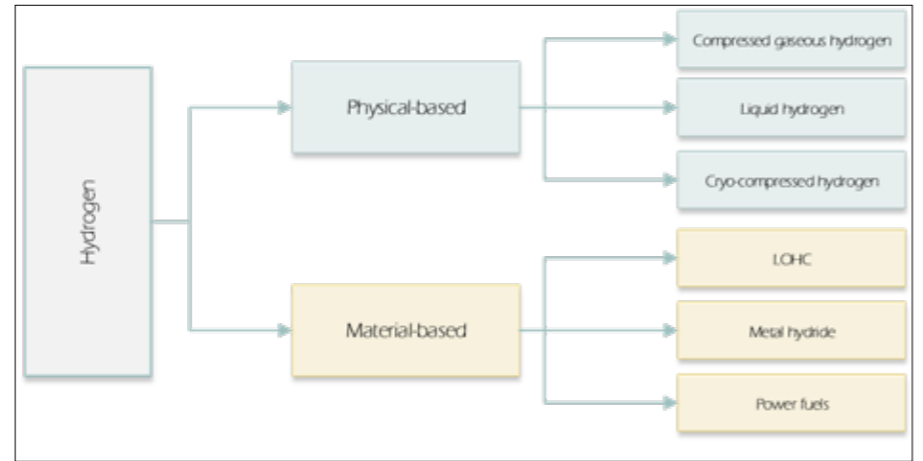 Hydrogen
Physical-based
Compressed gaseous hydrogen
Liquid hydrogen
Cryo-compressed hydrogen
Material-based
LOHC
Metal hydride
Power fuels